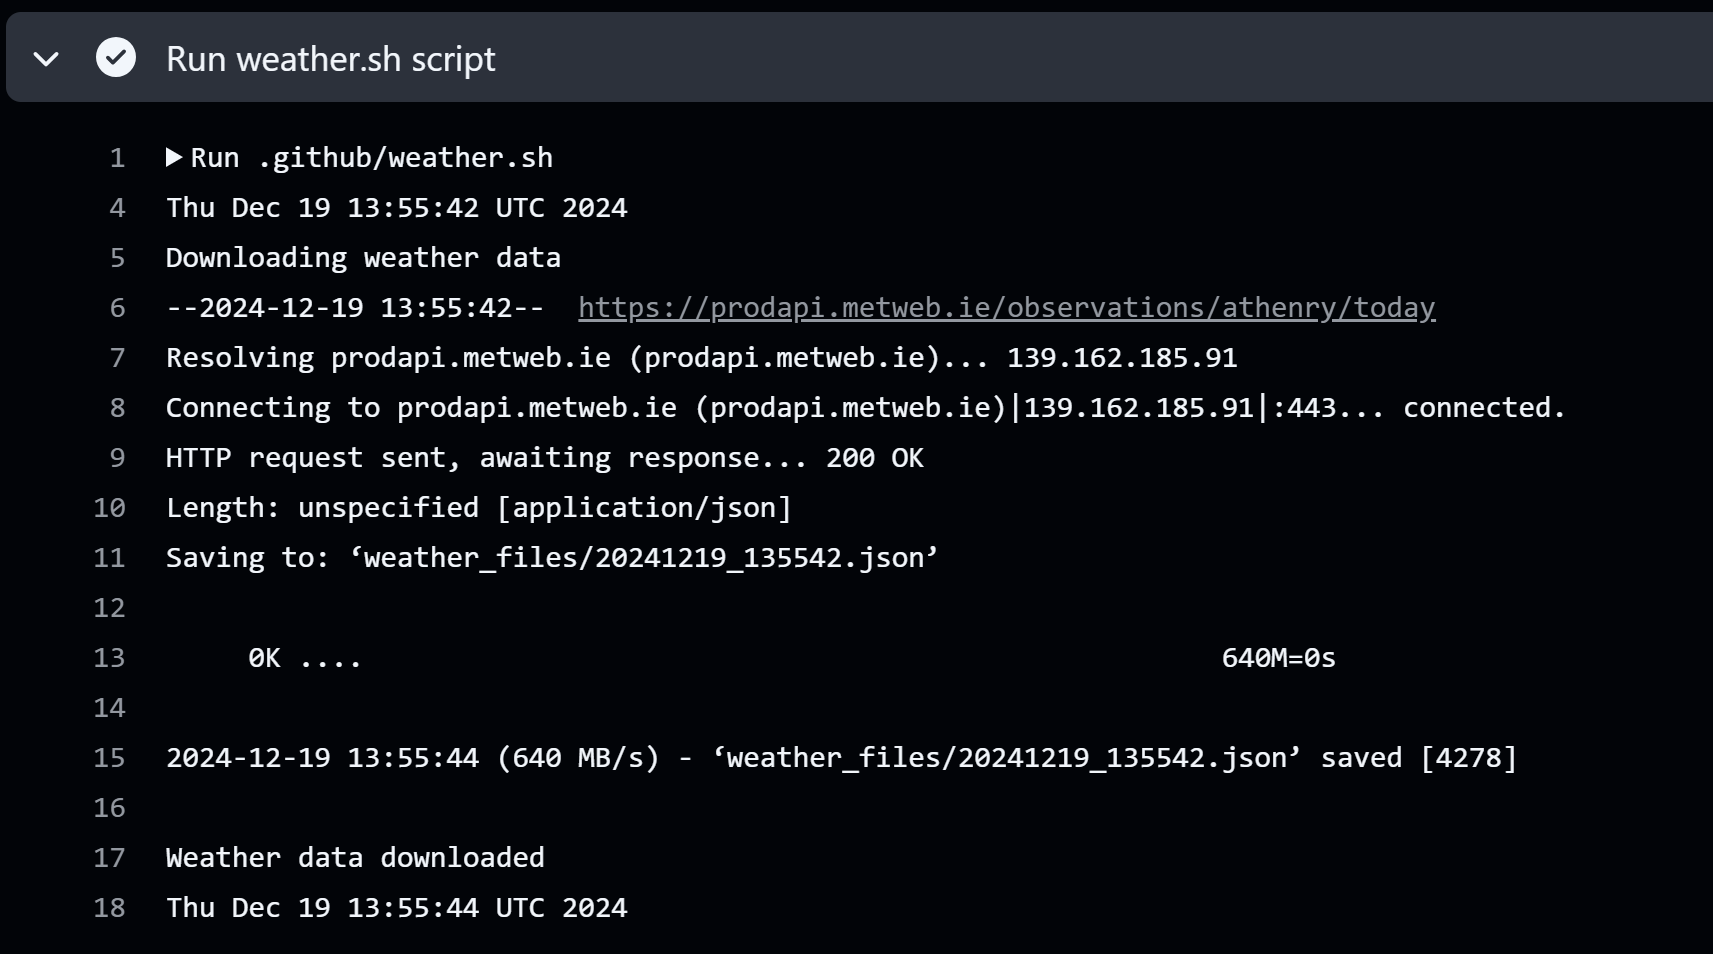 Run weather.sh script
1 Run .github/weather.sh
4 Thu Dec 19 13:55:42 UTC 2024
5 Downloading weather data
6 --2024-12-19 13:55:42--  https://prodapi.metweb.ie/observations/athenry/today
7 Resolving prodapi.metweb.ie (prodapi.metweb.ie)... 139.162.185.91
8 Connecting to prodapi.metweb.ie (prodapi.metweb.ie)|139.162.185.91|:443... connected.
9 HTTP request sent, awaiting response... 200 OK
10 Length: unspecified [application/json]
11 Saving to: ‘weather_files/20241219_135542.json’
12
13      0K ....                                                    640M=0s
14
15 2024-12-19 13:55:44 (640 MB/s) - ‘weather_files/20241219_135542.json’ saved [4278]
16
17 Weather data downloaded
18 Thu Dec 19 13:55:44 UTC 2024